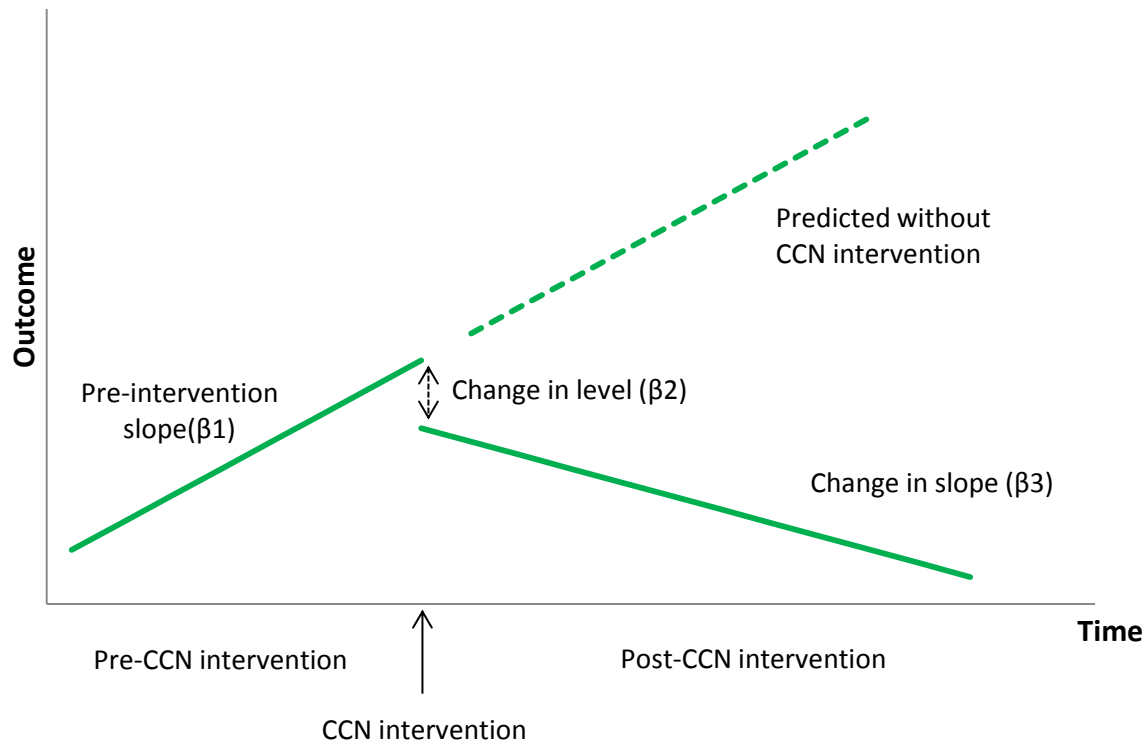 Predicted without
CCN intervention
Outcome
Pre-intervention
slope(β1)
Change in level (β2)
Change in slope (β3)
Time
Pre-CCN intervention
Post-CCN intervention
CCN intervention